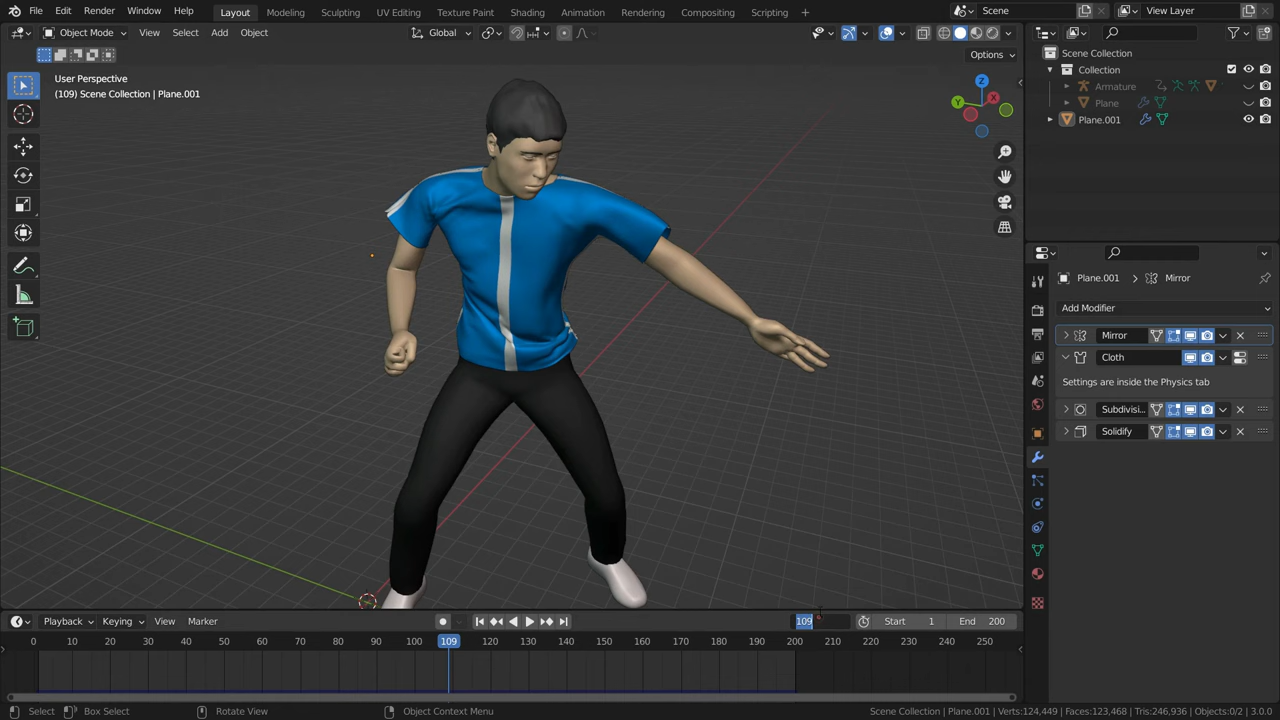 File Edit Render Window Help Layout Modeling Sculpting UV Editing Texture Paint Shading Animation Rendering Compositing Scripting + Scene View Layer
Object Mode View Select Add Object Global
Options
User Perspective
(109) Scene Collection | Plane.001
Z
Y
X
Scene Collection
Collection
Armature
Plane
Plane.001
Plane.001 > Mirror
Add Modifier
Mirror
Cloth
Settings are inside the Physics tab
Subdivisi...
Solidify
Playback Keying View Marker 109 Start 1 End 200
0 10 20 30 40 50 60 70 80 90 100 109 120 130 140 150 160 170 180 190 200 210 220 230 240 250
Select Box Select Rotate View Object Context Menu Scene Collection | Plane.001 | Verts:124,449 | Faces:123,468 | Tris:246,936 | Objects:0/2 | 3.0.0